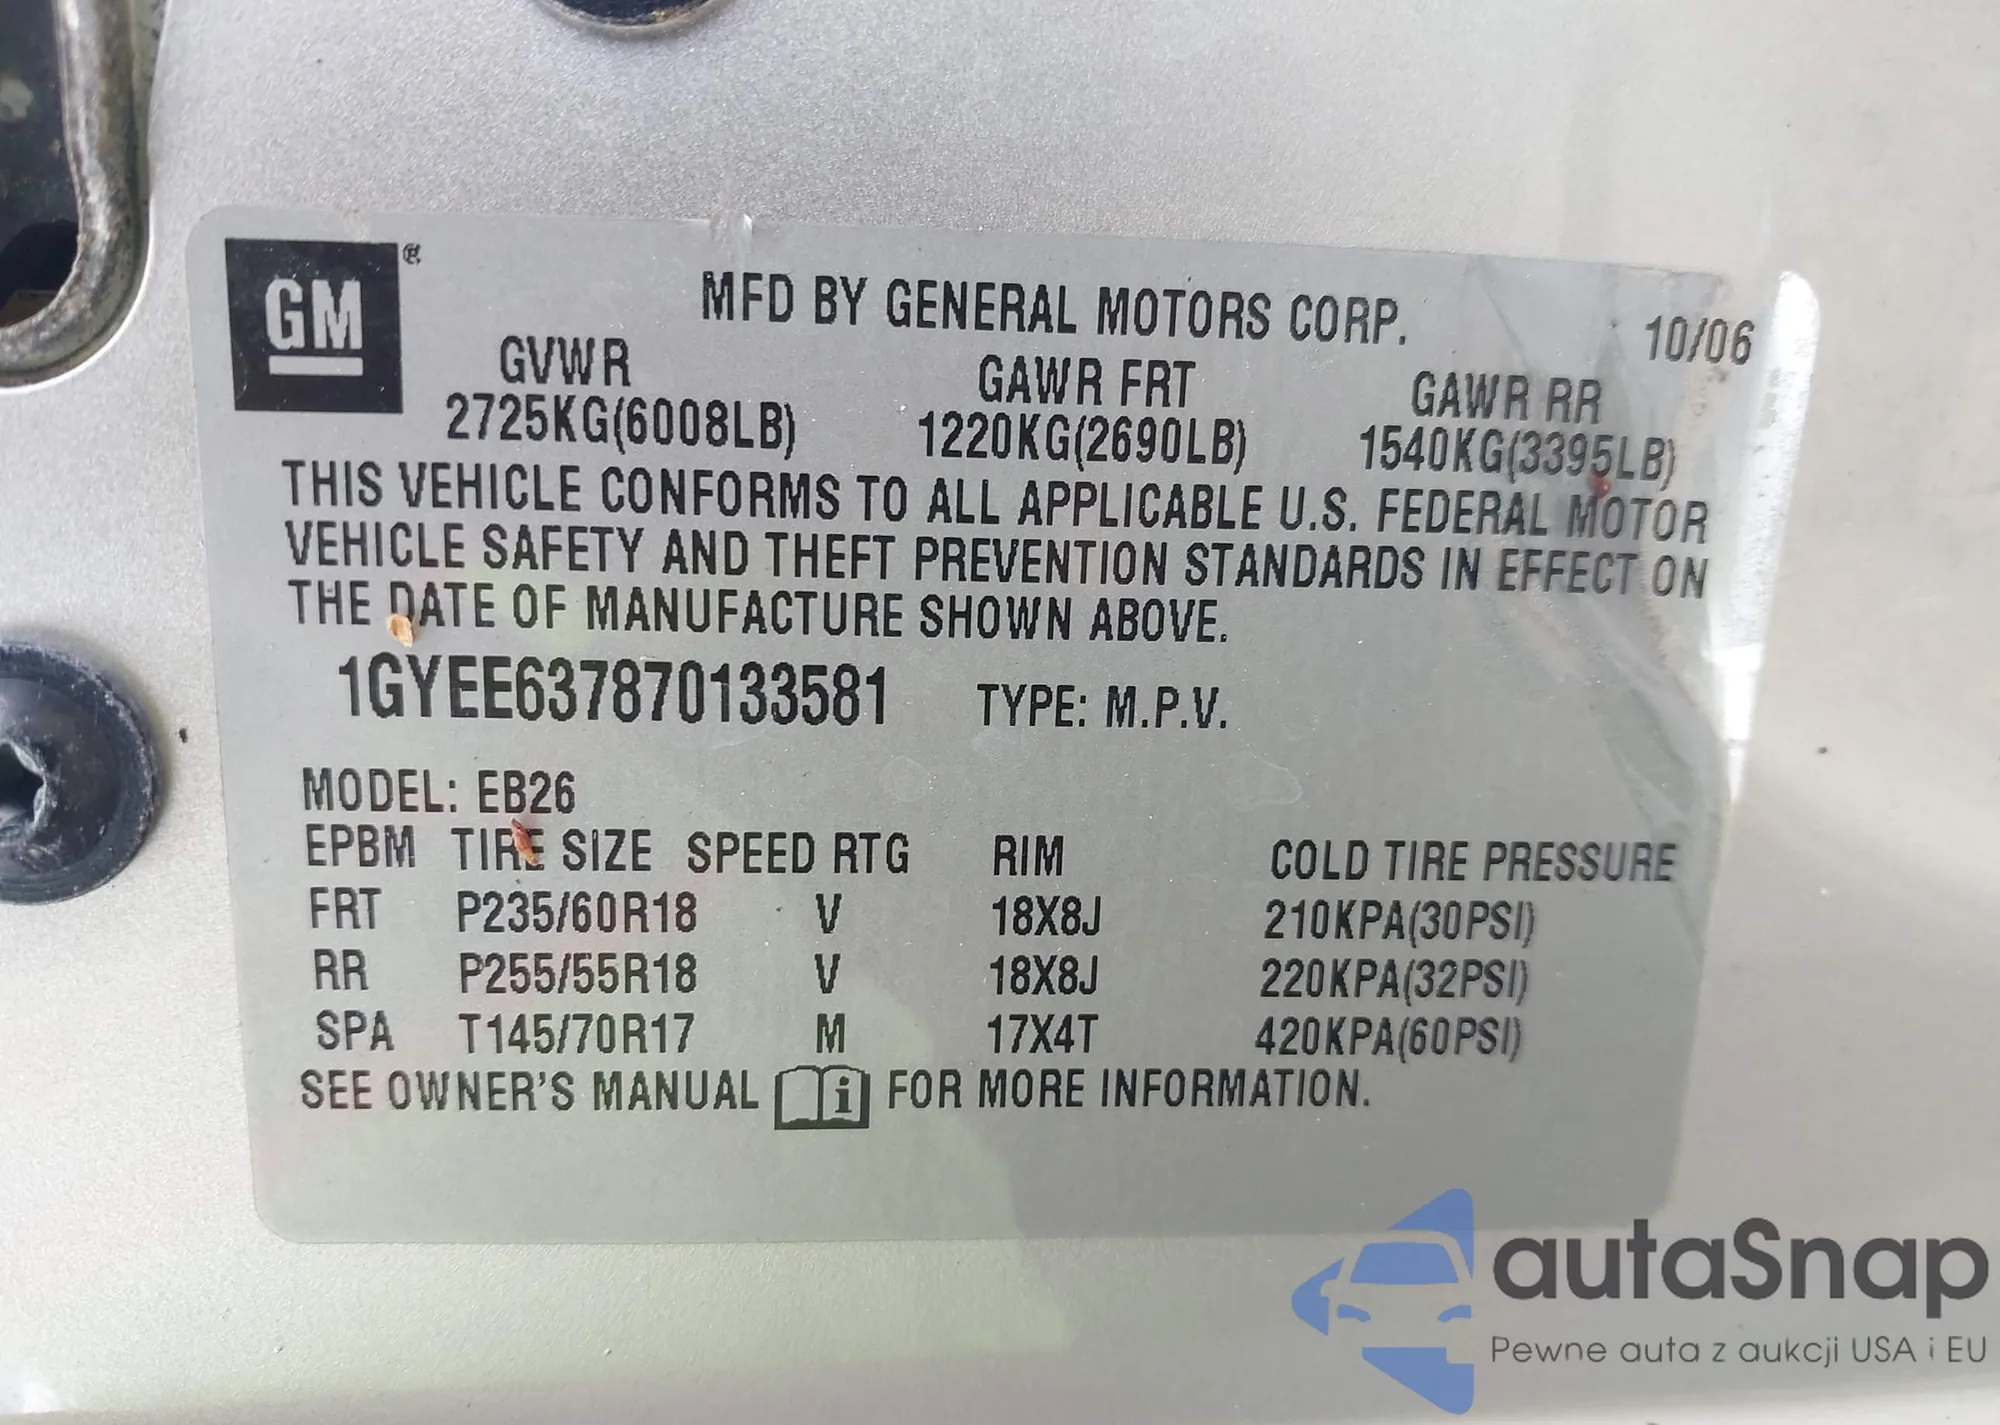 GM
MFD BY GENERAL MOTORS CORP.
10/06
GVWR GAWR FRT GAWR RR
2725KG(6008LB) 1220KG(2690LB) 1540KG(3395LB)
THIS VEHICLE CONFORMS TO ALL APPLICABLE U.S. FEDERAL MOTOR
VEHICLE SAFETY AND THEFT PREVENTION STANDARDS IN EFFECT ON
THE DATE OF MANUFACTURE SHOWN ABOVE.
1GYEE637870133581 TYPE: M.P.V.
MODEL: EB26
EPBM TIRE SIZE SPEED RTG RIM COLD TIRE PRESSURE
FRT P235/60R18 V 18X8J 210KPA(30PSI)
RR P255/55R18 V 18X8J 220KPA(32PSI)
SPA T145/70R17 M 17X4T 420KPA(60PSI)
SEE OWNER'S MANUAL i FOR MORE INFORMATION.
autaSnap
Pewne auta z aukcji USA i EU